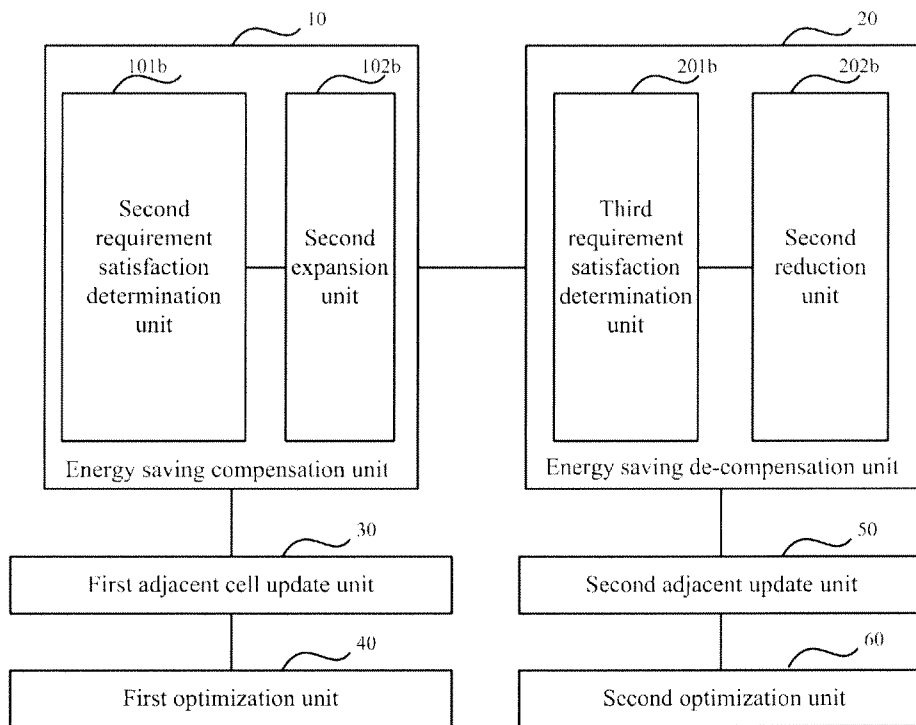 10
20
101b
102b
201b
202b
Second
requirement
satisfaction
determination
unit
Second
expansion
unit
Third
requirement
satisfaction
determination
unit
Second
reduction
unit
Energy saving compensation unit
Energy saving de-compensation unit
30
50
First adjacent cell update unit
Second adjacent update unit
40
60
First optimization unit
Second optimization unit